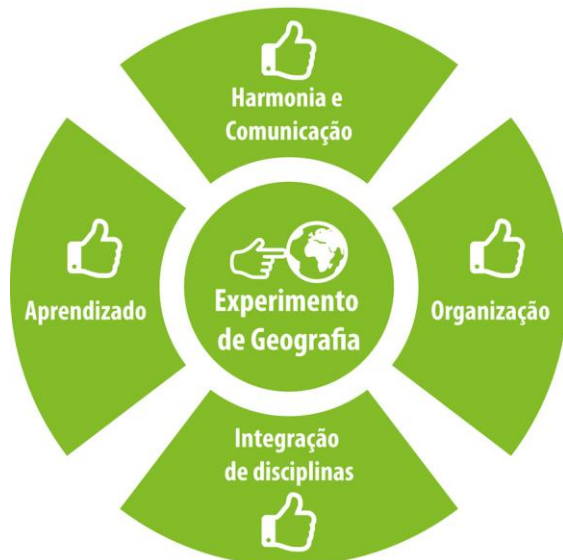 Harmonia e
Comunicação
Aprendizado
Experimento
de Geografia
Organização
Integração
de disciplinas